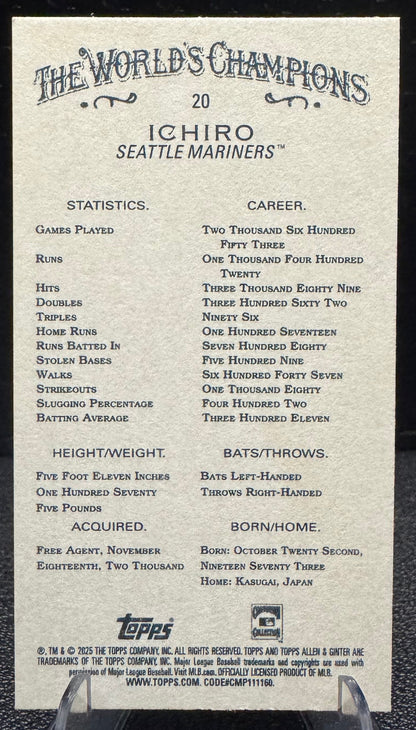 THE WORLD'S CHAMPIONS
20
ICHIRO
SEATTLE MARINERS™
STATISTICS. CAREER.
GAMES PLAYED TWO THOUSAND SIX HUNDRED
FIFTY THREE
RUNS ONE THOUSAND FOUR HUNDRED
TWENTY
HITS THREE THOUSAND EIGHTY NINE
DOUBLES THREE HUNDRED SIXTY TWO
TRIPLES NINETY SIX
HOME RUNS ONE HUNDRED SEVENTEEN
RUNS BATTED IN SEVEN HUNDRED EIGHTY
STOLEN BASES FIVE HUNDRED NINE
WALKS SIX HUNDRED FORTY SEVEN
STRIKEOUTS ONE THOUSAND EIGHTY
SLUGGING PERCENTAGE FOUR HUNDRED TWO
BATTING AVERAGE THREE HUNDRED ELEVEN
HEIGHT/WEIGHT. BATS/THROWS.
FIVE FOOT ELEVEN INCHES BATS LEFT-HANDED
ONE HUNDRED SEVENTY THROWS RIGHT-HANDED
FIVE POUNDS
ACQUIRED. BORN/HOME.
FREE AGENT, NOVEMBER BORN: OCTOBER TWENTY SECOND,
EIGHTEENTH, TWO THOUSAND NINETEEN SEVENTY THREE
HOME: KASUGAI, JAPAN
Topps
COLLECTION
®, TM & © 2025 THE TOPPS COMPANY, INC. ALL RIGHTS RESERVED. TOPPS AND TOPPS ALLEN & GINTER ARE
TRADEMARKS OF THE TOPPS COMPANY, INC. Major League Baseball trademarks and copyrights are used with
permission of Major League Baseball. Visit MLB.com. OFFICIALLY LICENSED PRODUCT OF MLB.
WWW.TOPPS.COM. CODE#CMP111160.